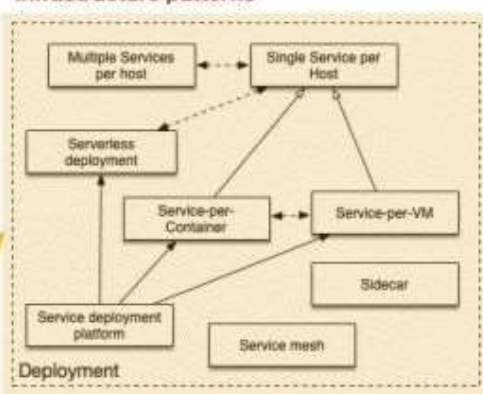 Multiple Services
per host
Single Service per
Host
Serverless
deployment
Service-per-
Container
Service-per-VM
Sidecar
Service deployment
platform
Service mesh
Deployment